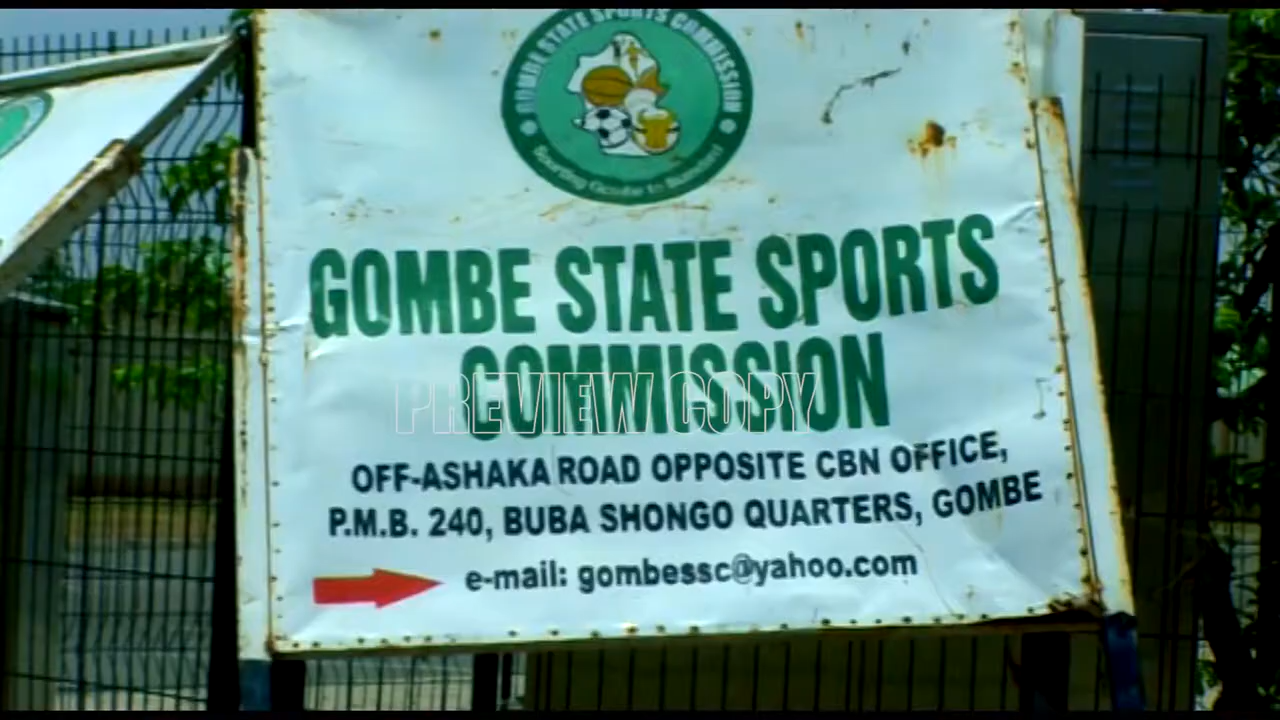 GOMBE STATE SPORTS COMMISSION
GOMBE STATE SPORTS
COMMISSION
PREVIEW COPY
OFF-ASHAKA ROAD OPPOSITE CBN OFFICE,
P.M.B. 240, BUBA SHONGO QUARTERS, GOMBE
e-mail: gombessc@yahoo.com